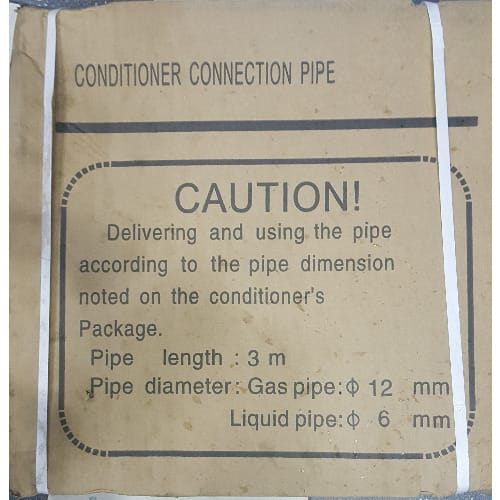 CONDITIONER CONNECTION PIPE
CAUTION!
Delivering and using the pipe
according to the pipe dimension
noted on the conditioner's
Package.
Pipe length : 3 m
Pipe diameter: Gas pipe:Φ 12 mm
Liquid pipe:Φ 6 mm